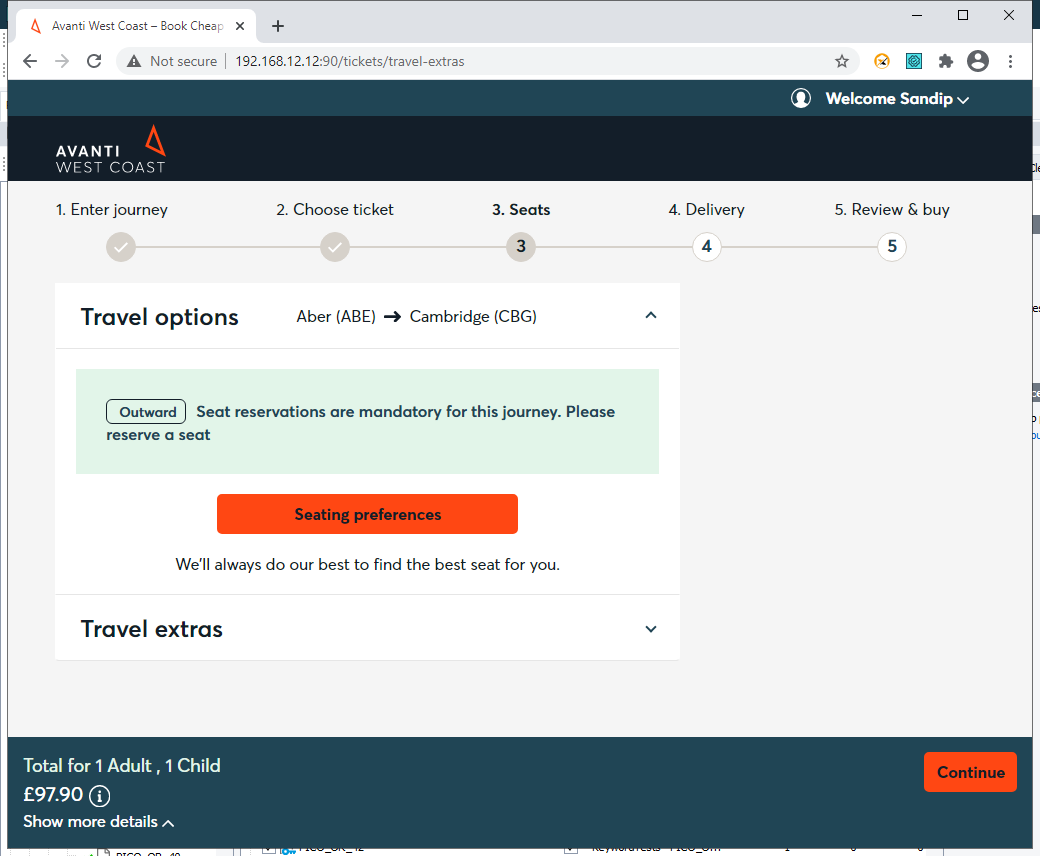 Avanti West Coast – Book Cheap
Not secure
192.168.12.12:90/tickets/travel-extras
Welcome Sandip
AVANTI
WEST COAST
1. Enter journey
2. Choose ticket
3. Seats
4. Delivery
5. Review & buy
3
4
5
Travel options
Aber (ABE) → Cambridge (CBG)
Outward Seat reservations are mandatory for this journey. Please
reserve a seat
Seating preferences
We'll always do our best to find the best seat for you.
Travel extras
Total for 1 Adult , 1 Child
£97.90
Continue
Show more details